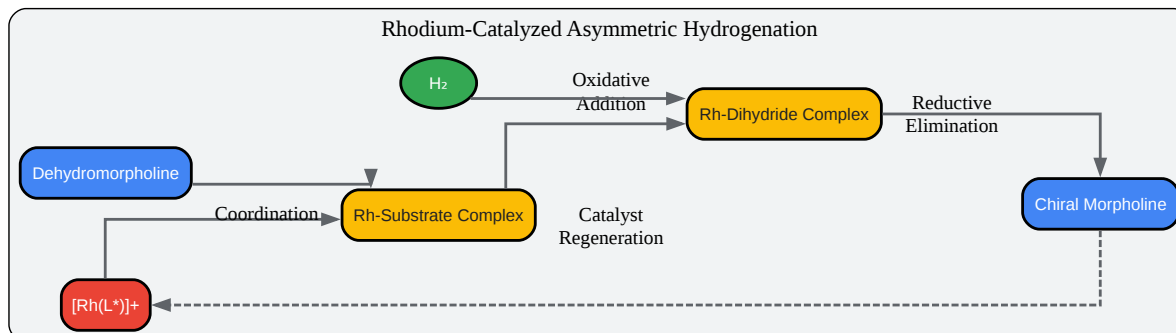 Rhodium-Catalyzed Asymmetric Hydrogenation
H₂
Oxidative
Addition
Rh-Dihydride Complex
Reductive
Elimination
Dehydromorpholine
Coordination
Rh-Substrate Complex
Catalyst
Regeneration
Chiral Morpholine
[Rh(L*)]+